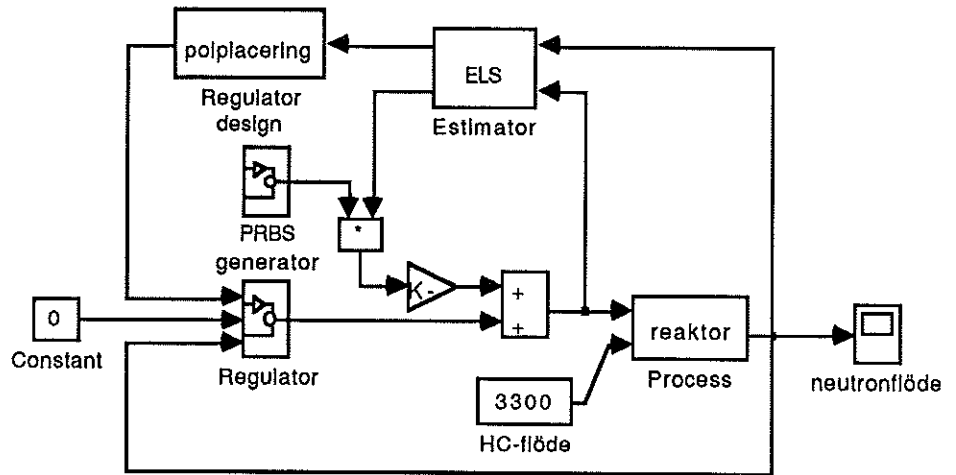 polplacering
Regulator
design
ELS
Estimator
PRBS
generator
*
K-
+
+
0
Constant
Regulator
reaktor
Process
3300
HC-flöde
neutronflöde